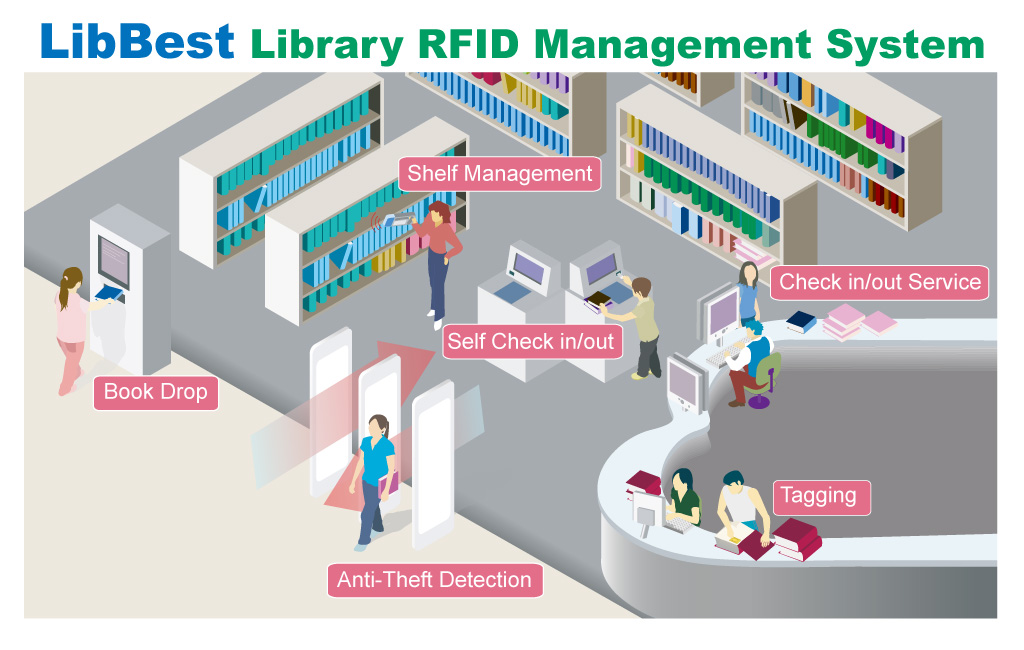 LibBest Library RFID Management System
Shelf Management
Check in/out Service
Self Check in/out
Book Drop
Tagging
Anti-Theft Detection